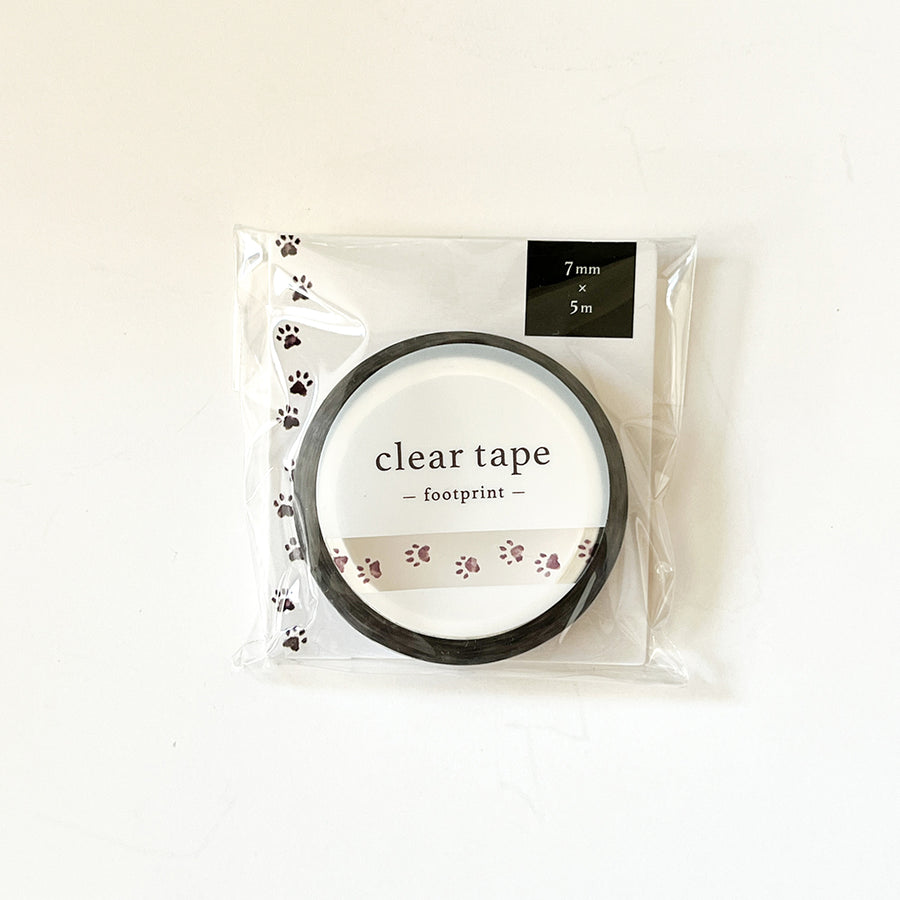 7mm
×
5m
clear tape
– footprint –